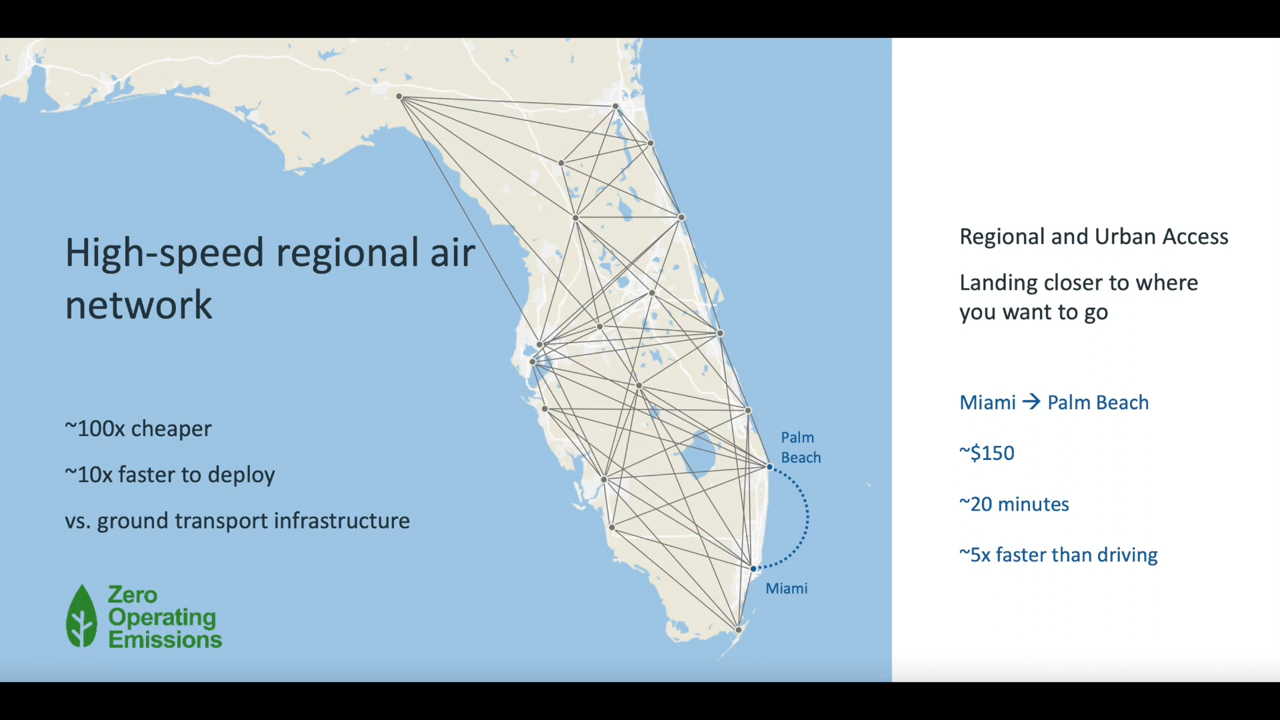 High-speed regional air
network
~100x cheaper
~10x faster to deploy
vs. ground transport infrastructure
Zero
Operating
Emissions
Palm
Beach
Miami
Regional and Urban Access
Landing closer to where
you want to go
Miami → Palm Beach
~$150
~20 minutes
~5x faster than driving